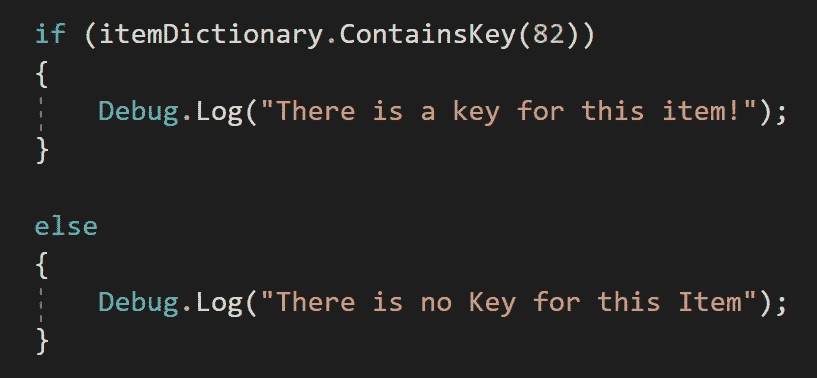 if (itemDictionary.ContainsKey(82))
{
Debug.Log("There is a key for this item!");
}
else
{
Debug.Log("There is no Key for this Item");
}